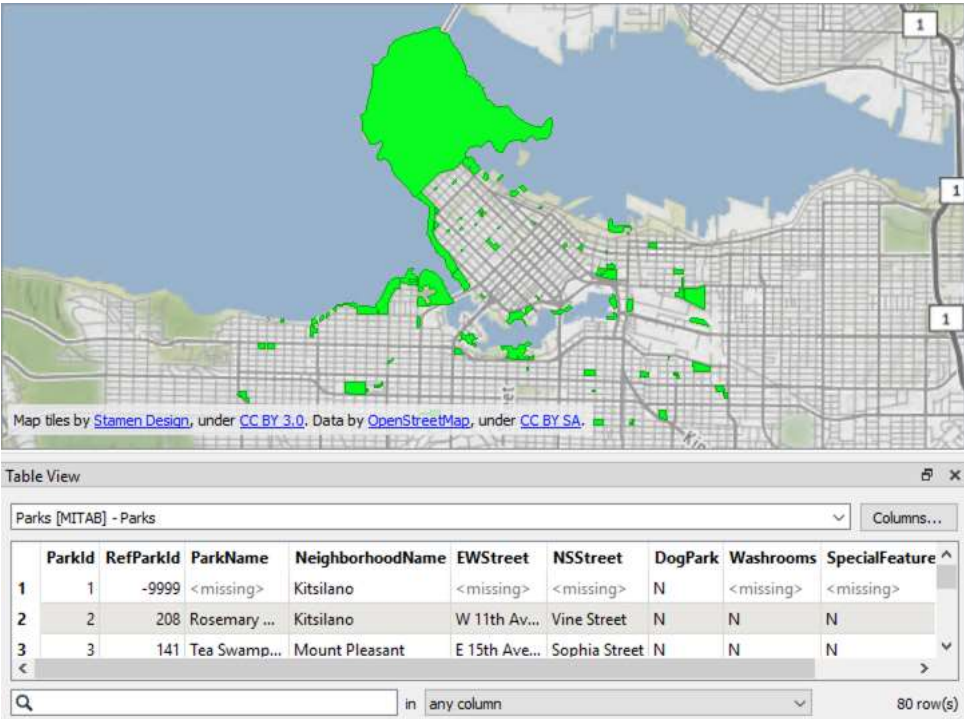 1
1
1
Map tiles by Stamen Design, under CC BY 3.0. Data by OpenStreetMap, under CC BY SA.
Table View
Parks [MITAB] - Parks
Columns...
ParkId RefParkId ParkName NeighborhoodName EWStreet NSStreet DogPark Washrooms SpecialFeature
1 1 -9999 <missing> Kitsilano <missing> <missing> N <missing> <missing>
2 2 208 Rosemary ... Kitsilano W 11th Av... Vine Street N N N
3 3 141 Tea Swamp... Mount Pleasant E 15th Ave... Sophia Street N N N
in any column 80 row(s)